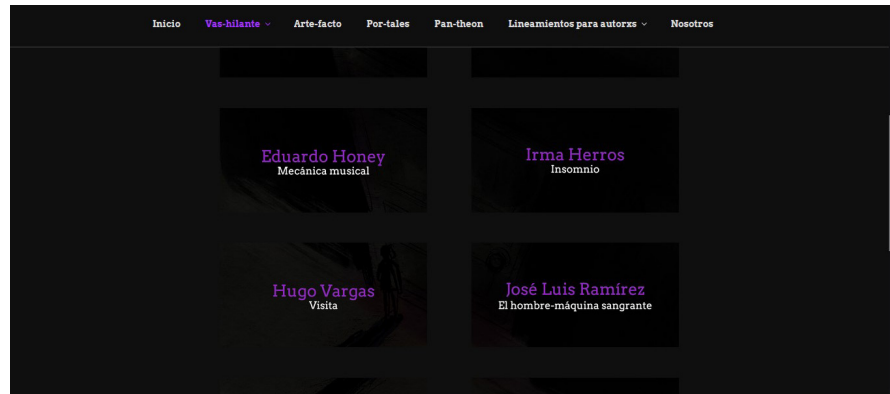 Inicio Vas-hilante Arte-facto Por-tales Pan-theon Lineamientos para autorxs Nosotros
Eduardo Honey
Mecánica musical
Irma Herros
Insomnio
Hugo Vargas
Visita
José Luis Ramírez
El hombre-máquina sangrante